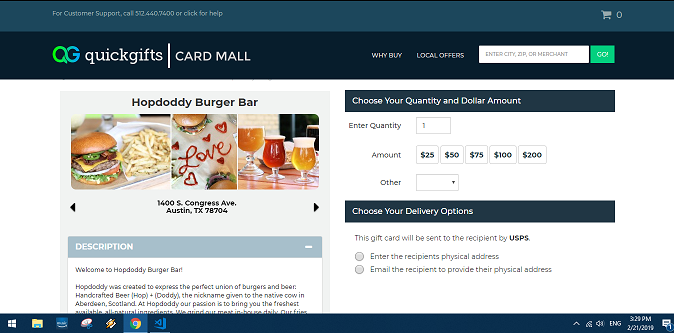 For Customer Support, call 512.440.7400 or click for help
0
QG quickgifts | CARD MALL
WHY BUY
LOCAL OFFERS
ENTER CITY, ZIP, OR MERCHANT
GO!
Hopdoddy Burger Bar
Love
1400 S. Congress Ave.
Austin, TX 78704
DESCRIPTION
Welcome to Hopdoddy Burger Bar!
Hopdoddy was created to express the perfect union of burgers and beer:
Handcrafted Beer (Hop) + (Doddy), the nickname given to the native cow in
Aberdeen, Scotland. At Hopdoddy our passion is to bring you the freshest
available, all-natural ingredients. We grind our meat in-house daily. Our fries
Choose Your Quantity and Dollar Amount
Enter Quantity 1
Amount $25 $50 $75 $100 $200
Other
Choose Your Delivery Options
This gift card will be sent to the recipient by USPS.
Enter the recipients physical address
Email the recipient to provide their physical address
ENG
3:29 PM
2/21/2019